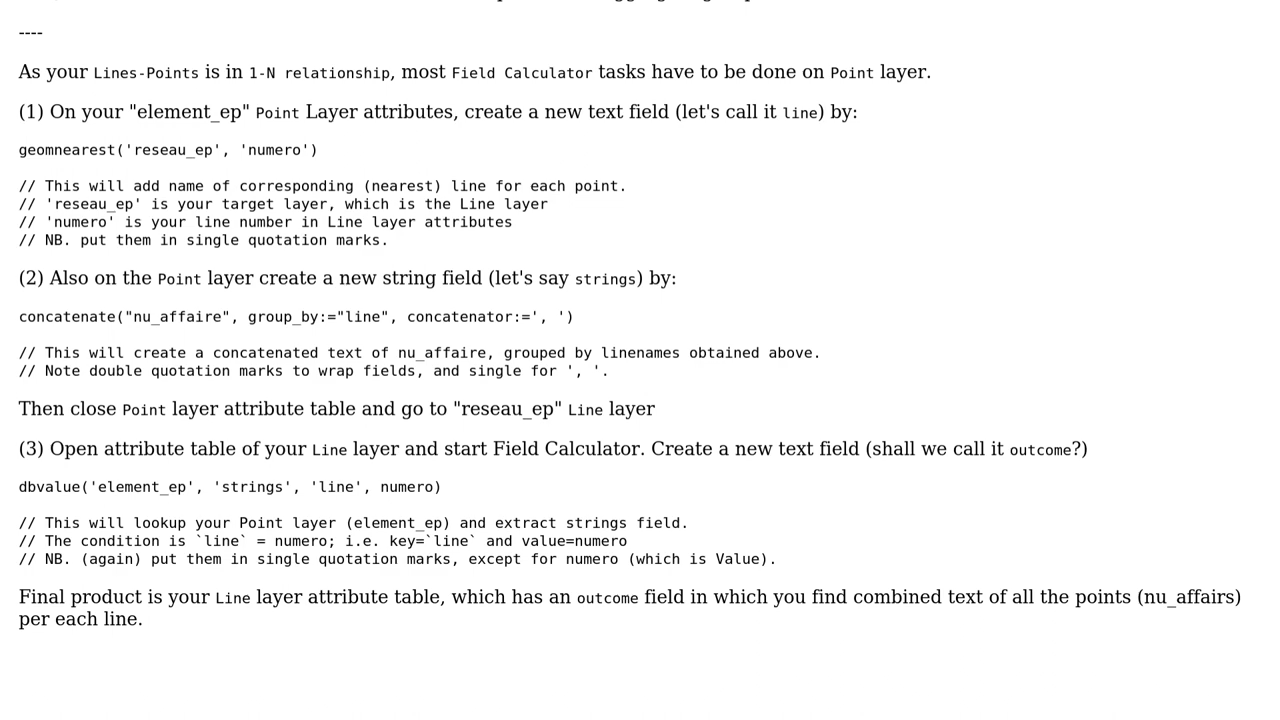 ----
As your Lines-Points is in 1-N relationship, most Field Calculator tasks have to be done on Point layer.
(1) On your "element_ep" Point Layer attributes, create a new text field (let's call it line) by:
geomnearest('reseau_ep', 'numero')
// This will add name of corresponding (nearest) line for each point.
// 'reseau_ep' is your target layer, which is the Line layer
// 'numero' is your line number in Line layer attributes
// NB. put them in single quotation marks.
(2) Also on the Point layer create a new string field (let's say strings) by:
concatenate("nu_affaire", group_by:="line", concatenator:=', ')
// This will create a concatenated text of nu_affaire, grouped by linenames obtained above.
// Note double quotation marks to wrap fields, and single for ', '.
Then close Point layer attribute table and go to "reseau_ep" Line layer
(3) Open attribute table of your Line layer and start Field Calculator. Create a new text field (shall we call it outcome?)
dbvalue('element_ep', 'strings', 'line', numero)
// This will lookup your Point layer (element_ep) and extract strings field.
// The condition is `line` = numero; i.e. key=`line` and value=numero
// NB. (again) put them in single quotation marks, except for numero (which is Value).
Final product is your Line layer attribute table, which has an outcome field in which you find combined text of all the points (nu_affairs)
per each line.